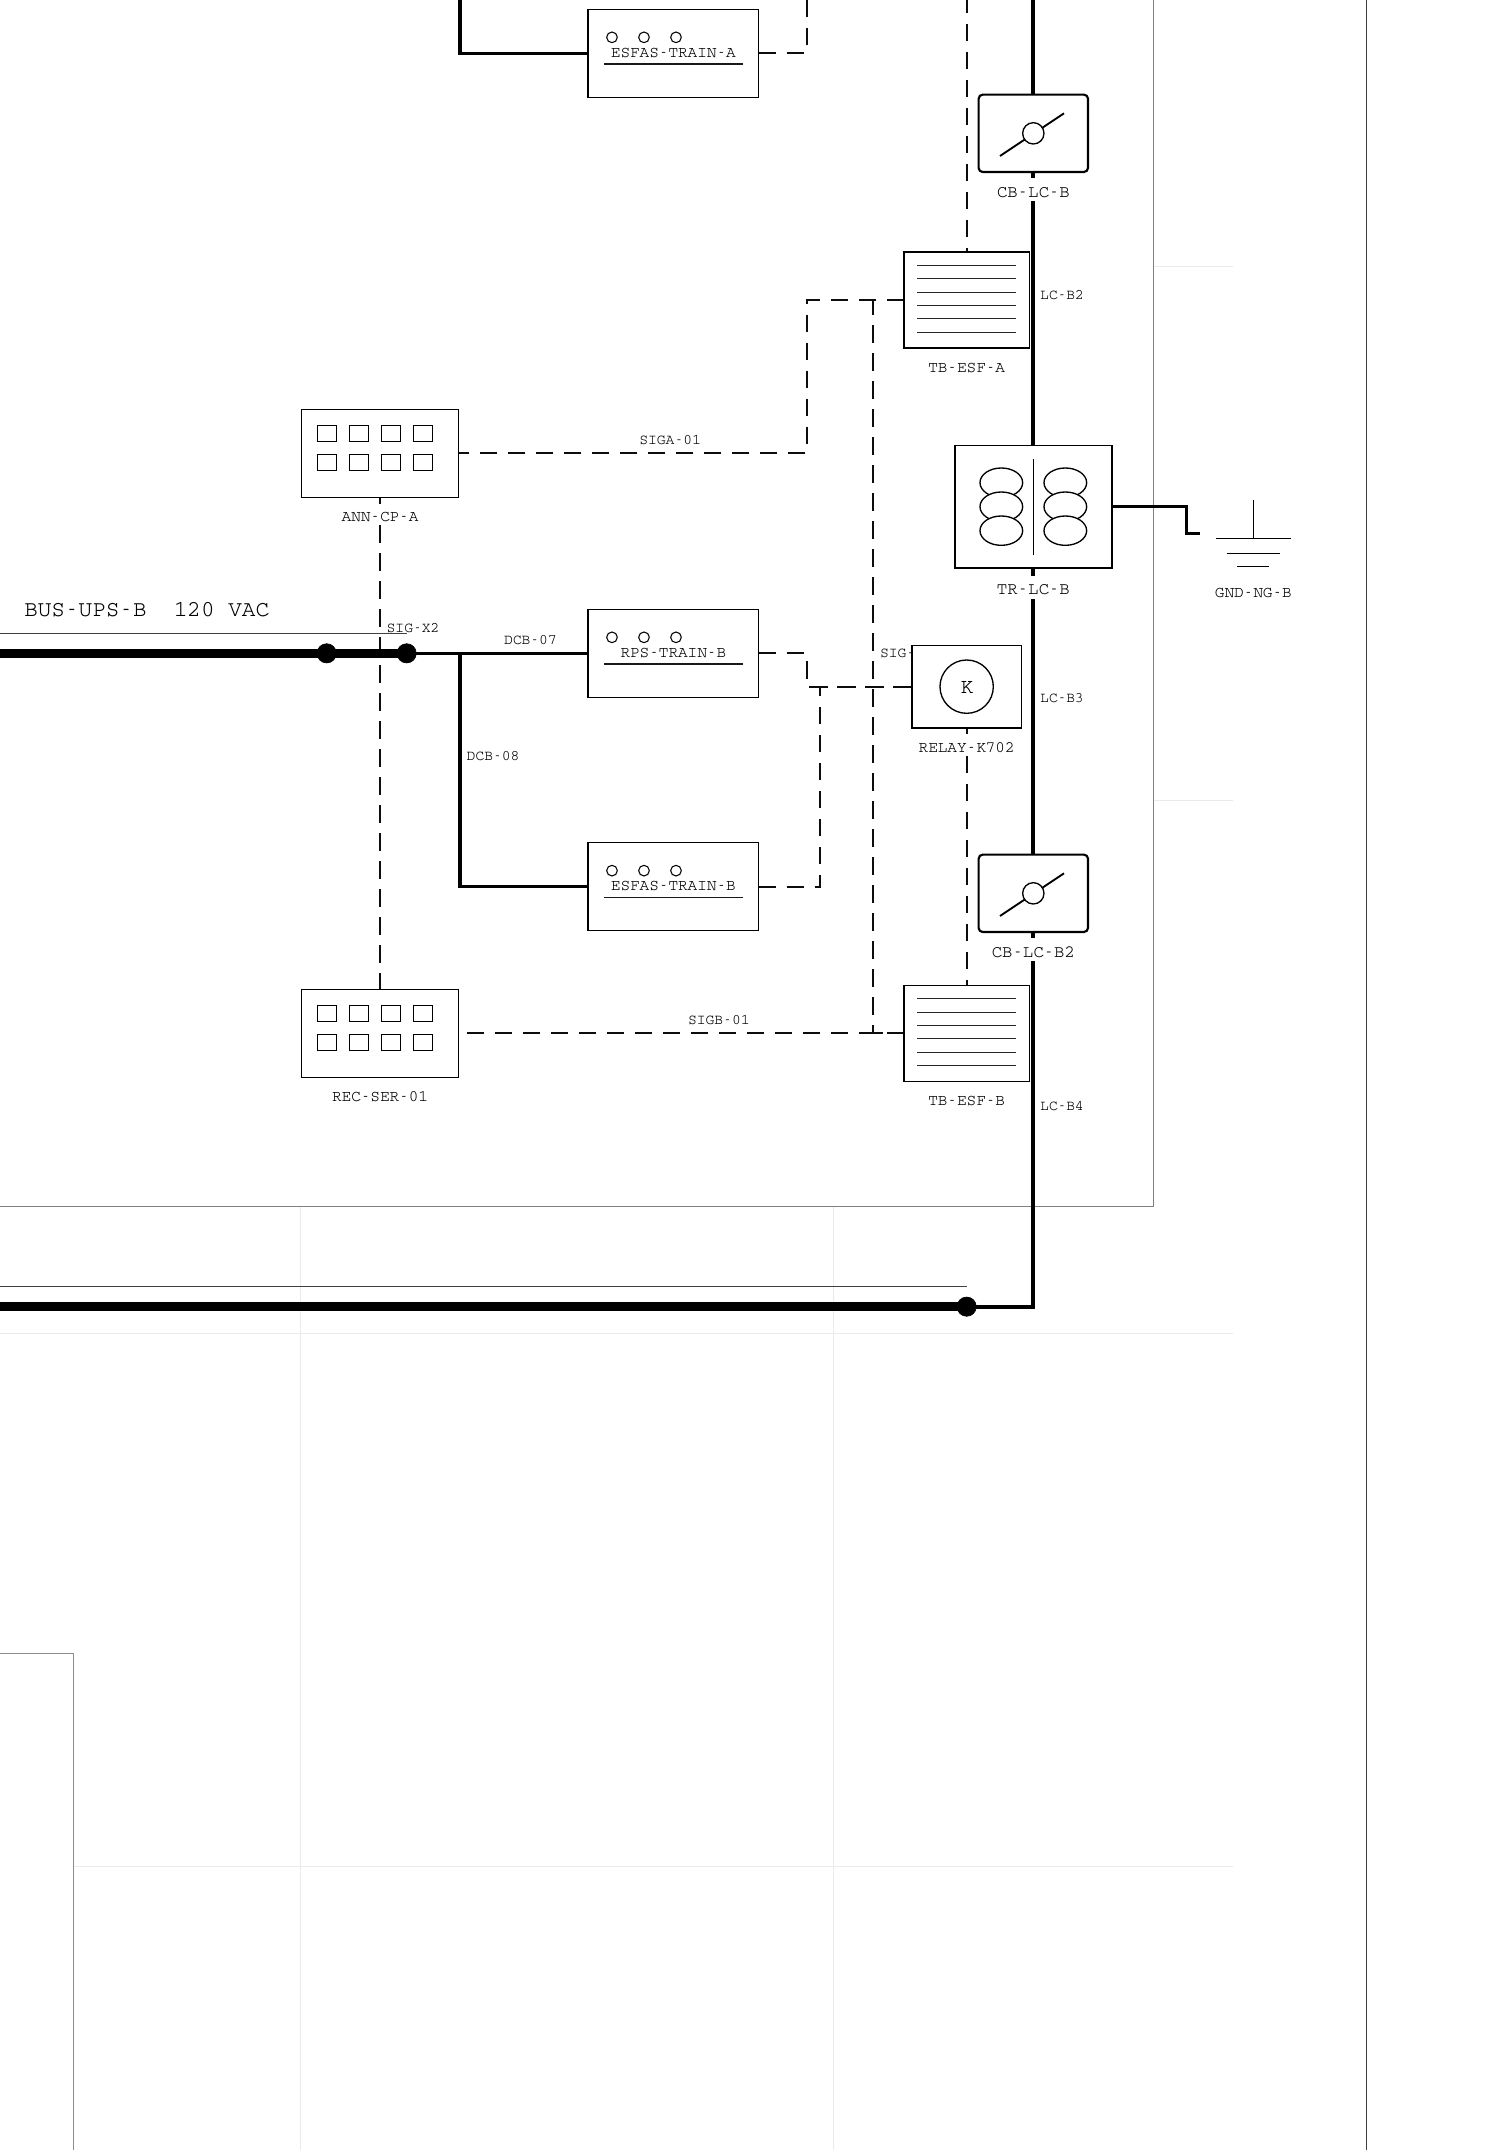 ESFAS-TRAIN-A
CB-LC-B
LC-B2
TB-ESF-A
SIGA-01
ANN-CP-A
TR-LC-B
GND-NG-B
BUS-UPS-B 120 VAC
SIG-X2
DCB-07
RPS-TRAIN-B
SIG-
K
LC-B3
RELAY-K702
DCB-08
ESFAS-TRAIN-B
CB-LC-B2
SIGB-01
REC-SER-01
TB-ESF-B
LC-B4